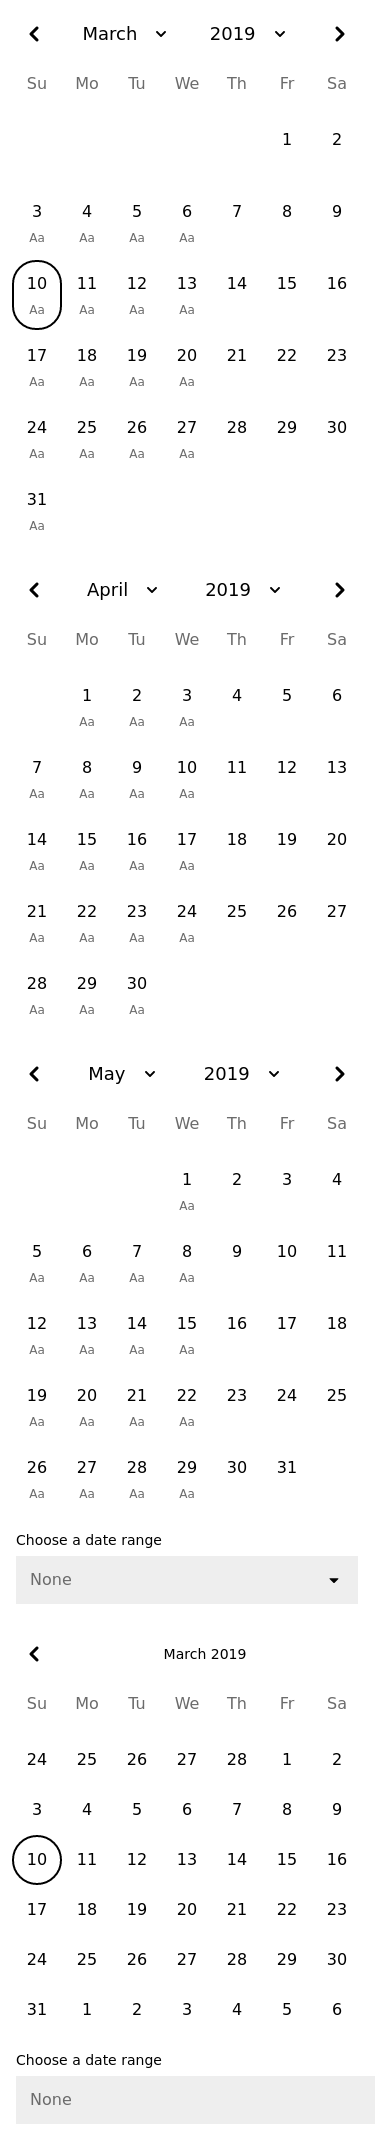 March 2019
Su Mo Tu We Th Fr Sa
1 2
3 4 5 6 7 8 9
Aa Aa Aa Aa
10 11 12 13 14 15 16
Aa Aa Aa Aa
17 18 19 20 21 22 23
Aa Aa Aa Aa
24 25 26 27 28 29 30
Aa Aa Aa Aa
31
Aa
April 2019
Su Mo Tu We Th Fr Sa
1 2 3 4 5 6
Aa Aa Aa
7 8 9 10 11 12 13
Aa Aa Aa Aa
14 15 16 17 18 19 20
Aa Aa Aa Aa
21 22 23 24 25 26 27
Aa Aa Aa Aa
28 29 30
Aa Aa Aa
May 2019
Su Mo Tu We Th Fr Sa
1 2 3 4
Aa
5 6 7 8 9 10 11
Aa Aa Aa Aa
12 13 14 15 16 17 18
Aa Aa Aa Aa
19 20 21 22 23 24 25
Aa Aa Aa Aa
26 27 28 29 30 31
Aa Aa Aa Aa
Choose a date range
None
March 2019
Su Mo Tu We Th Fr Sa
24 25 26 27 28 1 2
3 4 5 6 7 8 9
10 11 12 13 14 15 16
17 18 19 20 21 22 23
24 25 26 27 28 29 30
31 1 2 3 4 5 6
Choose a date range
None